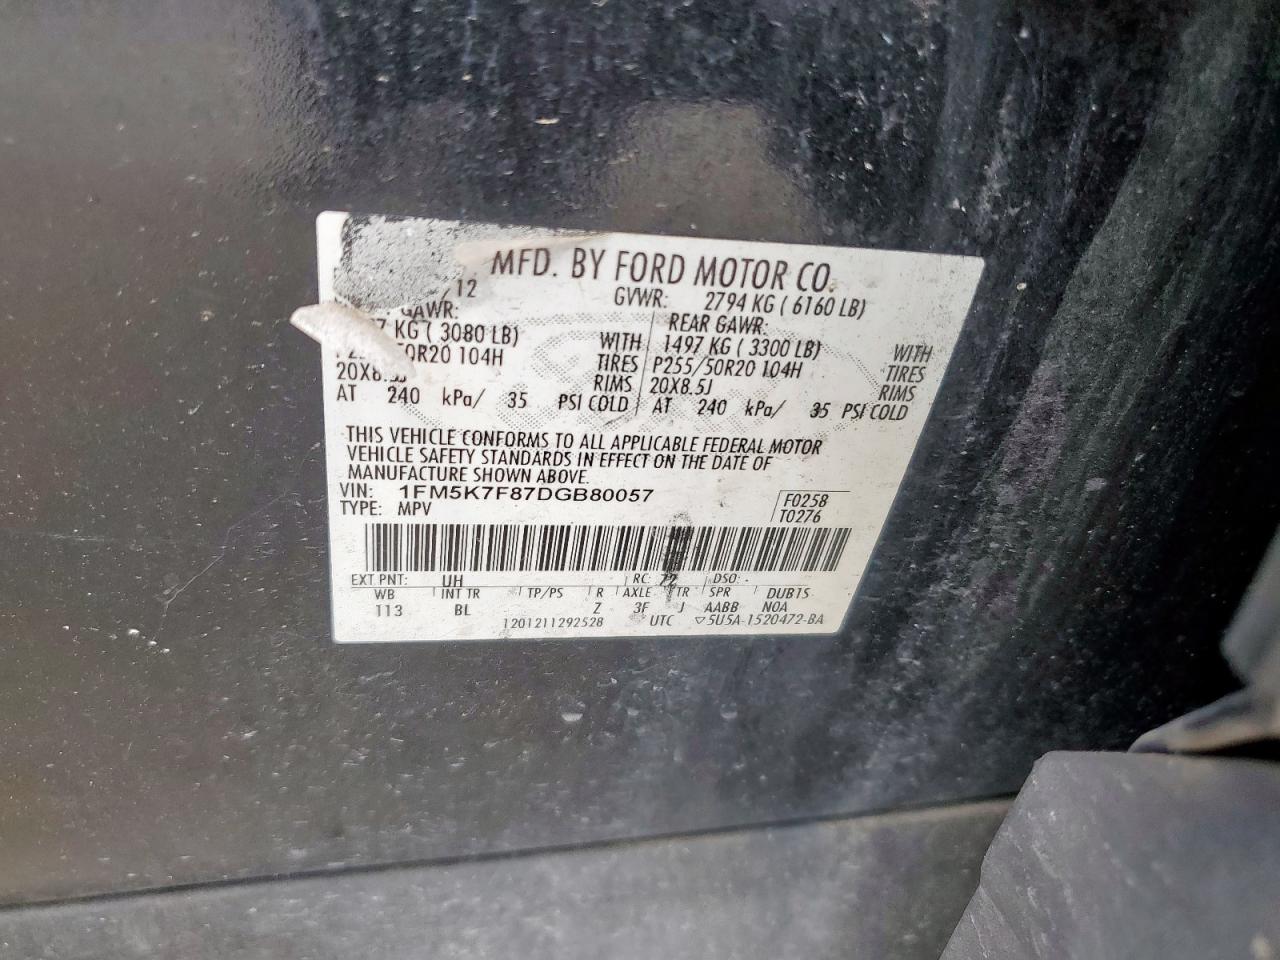 MFD. BY FORD MOTOR CO.
/12 GVWR: 2794 KG ( 6160 LB)
GAWR: REAR GAWR:
7 KG ( 3080 LB) WITH 1497 KG ( 3300 LB) WITH
50R20 104H TIRES P255/50R20 104H TIRES
20X8.5J RIMS 20X8.5J RIMS
AT 240 kPa/ 35 PSI COLD AT 240 kPa/ 35 PSI COLD
THIS VEHICLE CONFORMS TO ALL APPLICABLE FEDERAL MOTOR
VEHICLE SAFETY STANDARDS IN EFFECT ON THE DATE OF
MANUFACTURE SHOWN ABOVE.
VIN: 1FM5K7F87DGB80057 F0258
TYPE: MPV T0276
EXT PNT: UH RC: 72 DSO:
WB INT TR TP/PS R AXLE TR SPR DUBTS
113 BL Z 3F J AABB N0A
1201211292528 UTC ▽5U5A-1520472-BA